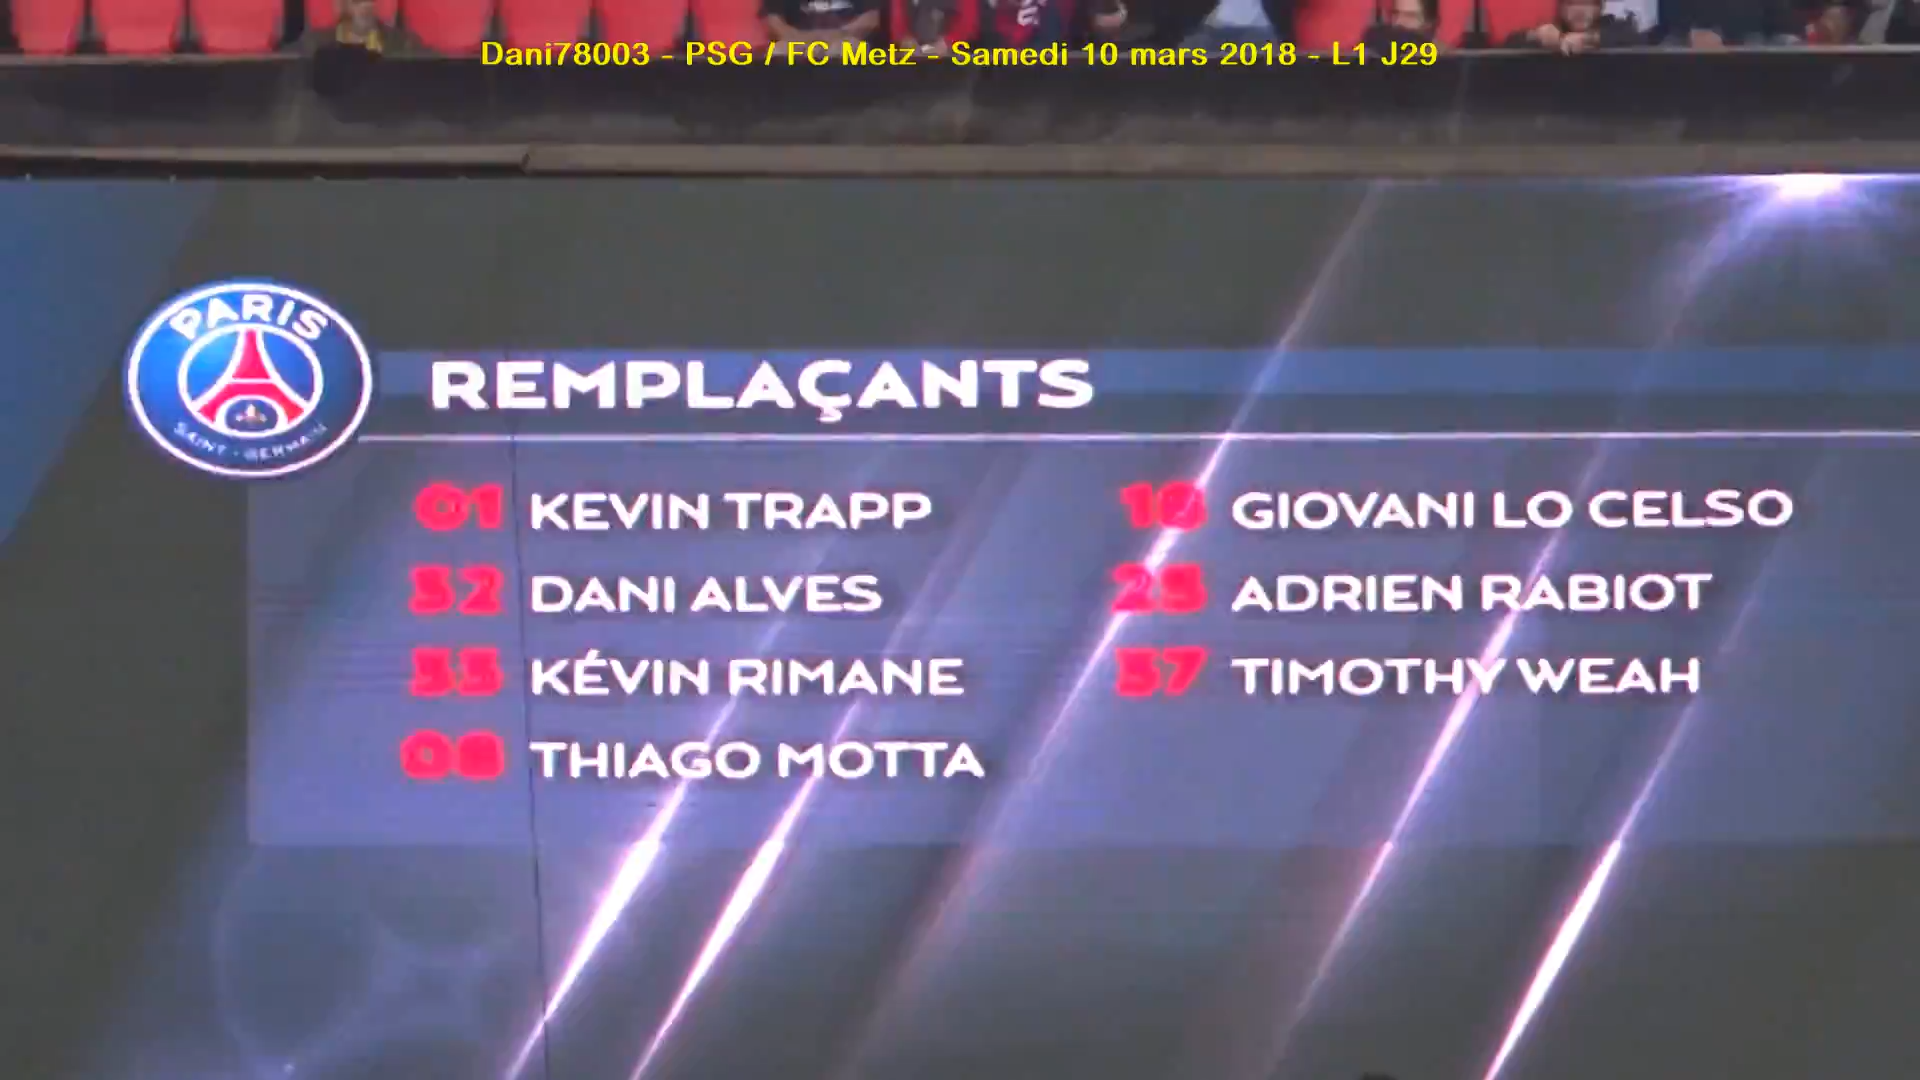 Dani78003 - PSG / FC Metz - Samedi 10 mars 2018 - L1 J29
PARIS
SAINT-GERMAIN
REMPLAÇANTS
01 KEVIN TRAPP
32 DANI ALVES
KÉVIN RIMANE
08 THIAGO MOTTA
18 GIOVANI LO CELSO
25 ADRIEN RABIOT
37 TIMOTHY WEAH